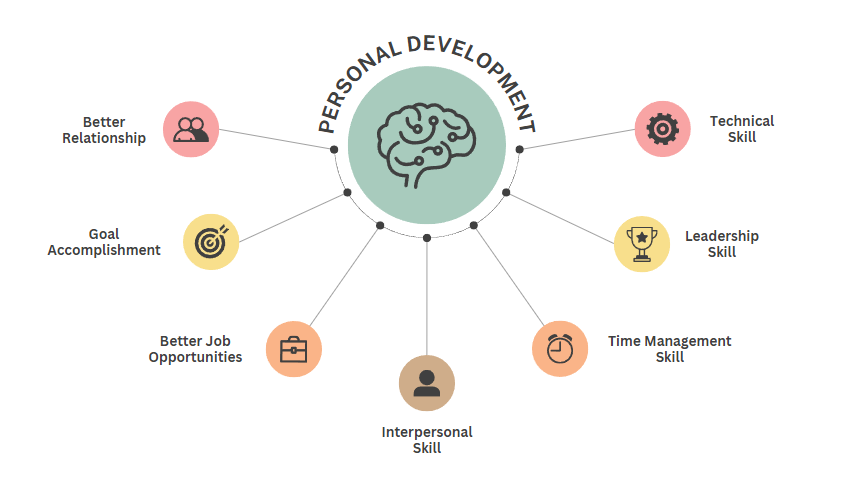 PERSONAL DEVELOPMENT
Better
Relationship
Technical
Skill
Goal
Accomplishment
Leadership
Skill
Better Job
Opportunities
Time Management
Skill
Interpersonal
Skill